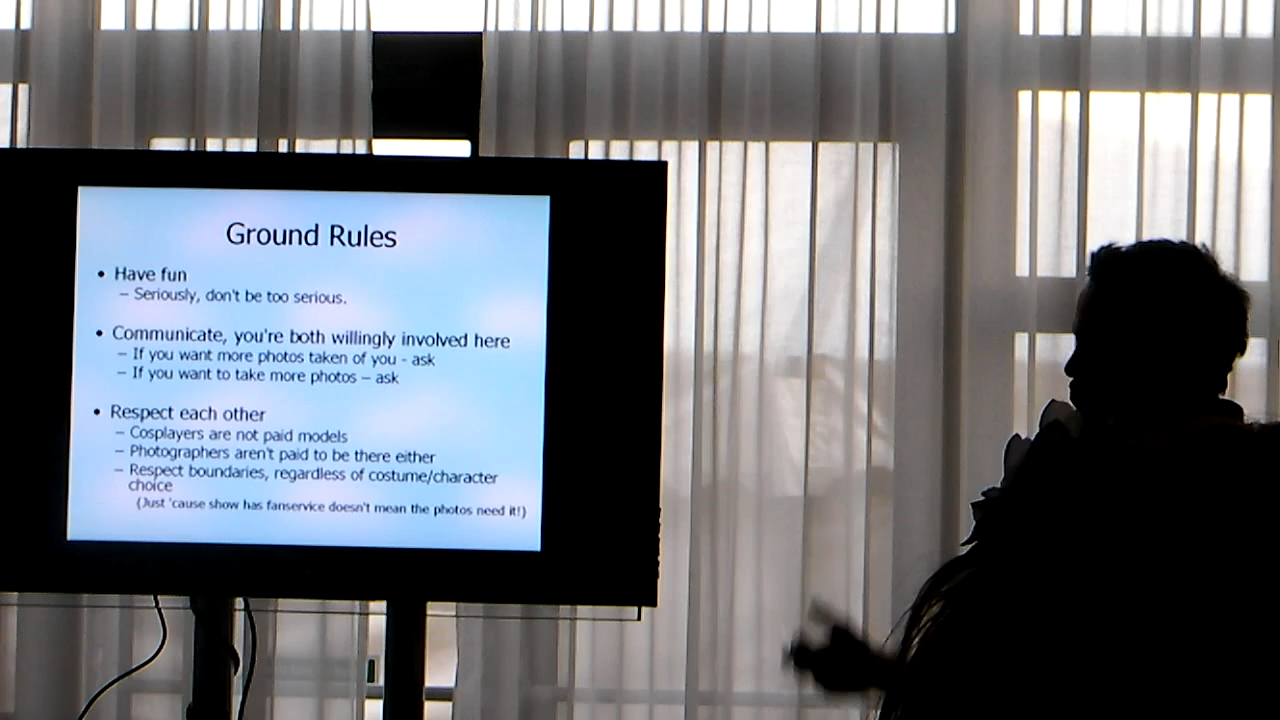 Ground Rules
• Have fun
– Seriously, don't be too serious.
• Communicate, you're both willingly involved here
– If you want more photos taken of you - ask
– If you want to take more photos – ask
• Respect each other
– Cosplayers are not paid models
– Photographers aren't paid to be there either
– Respect boundaries, regardless of costume/character
choice
(Just 'cause show has fanservice doesn't mean the photos need it!)